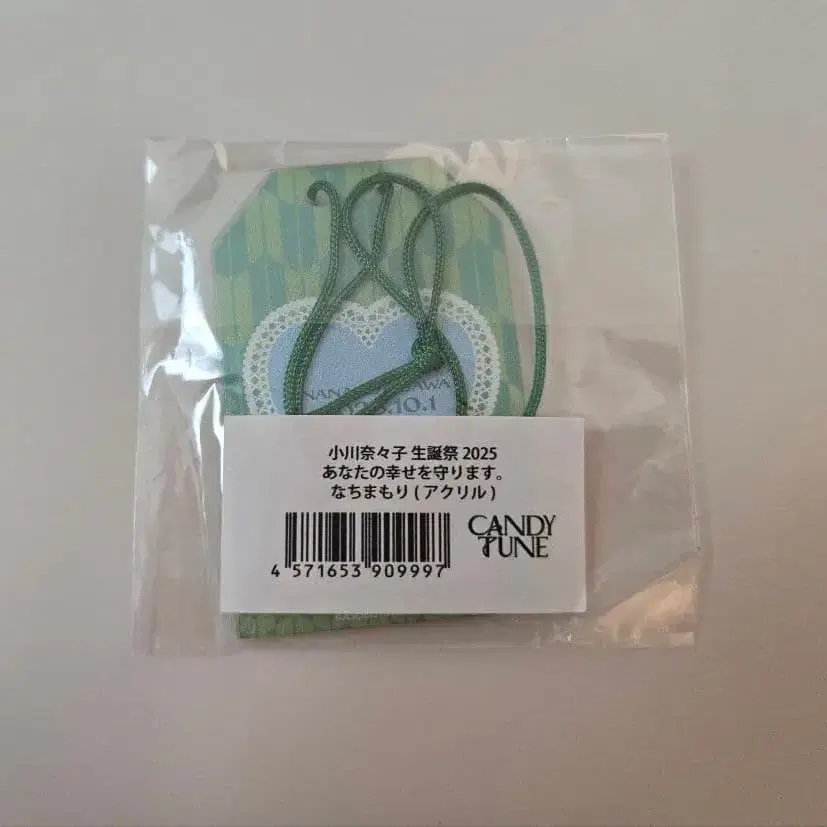 小川奈々子 生誕祭 2025
あなたの幸せを守ります。
なちまもり ( アクリル )
CANDY
TUNE
4 571653 909997